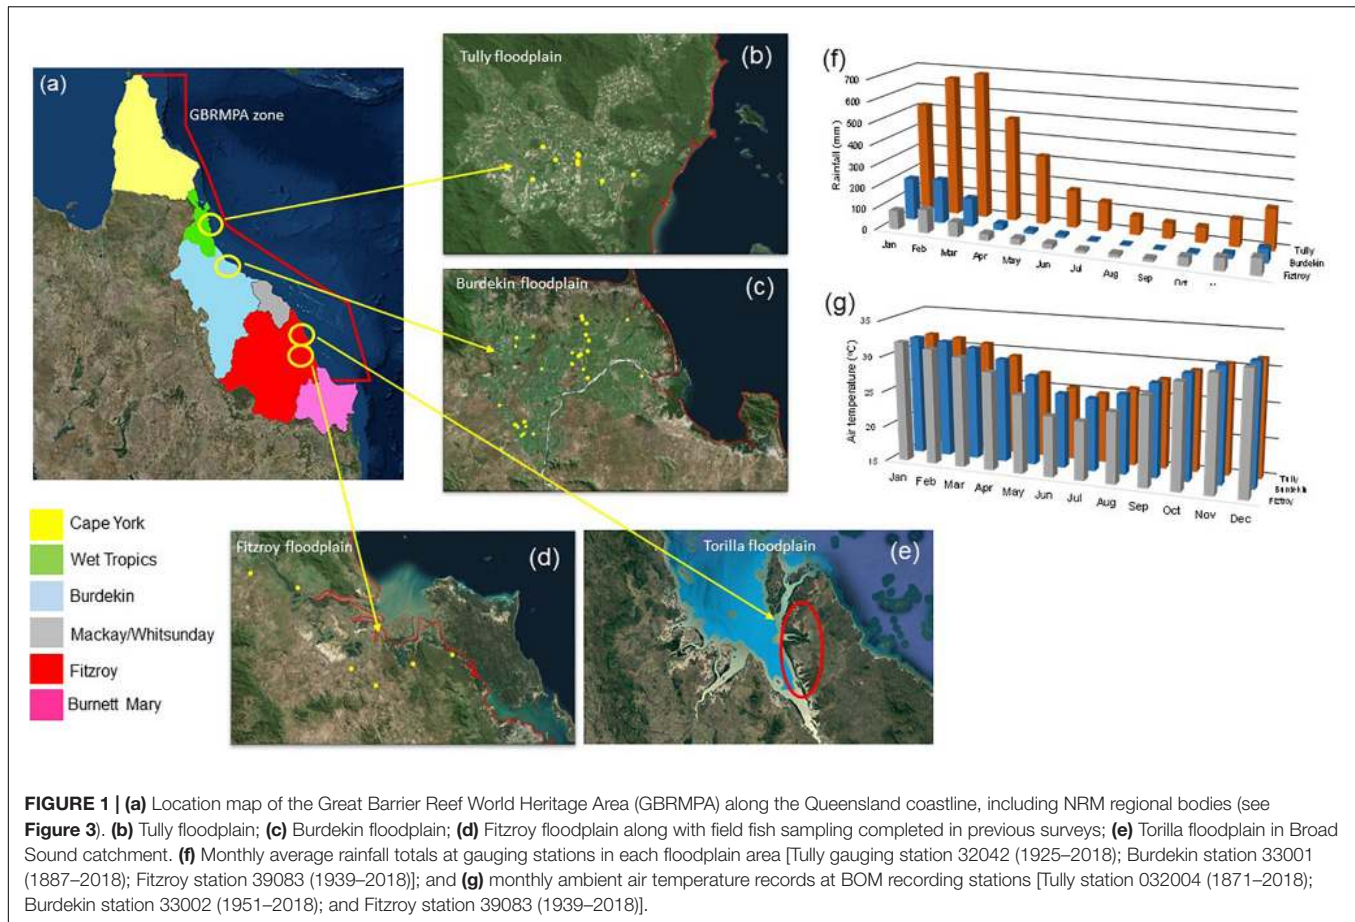 (a)
GBRMPA zone
Tully floodplain
(b)
Burdekin floodplain
(c)
Fitzroy floodplain
(d)
Torilla floodplain
(e)
Cape York
Wet Tropics
Burdekin
Mackay/Whitsunday
Fitzroy
Burnett Mary
(f)
Rainfall (mm)
700
600
500
400
300
200
100
0
Jan Feb Mar Apr May Jun Jul Aug Sep
Tully
Burdekin
Fiztroy
(g)
Air temperature (ºC)
35
30
25
20
15
Jan Feb Mar Apr May Jun Jul Aug Sep Oct Nov Dec
Tully
Burdekin
Fiztroy
FIGURE 1 | (a) Location map of the Great Barrier Reef World Heritage Area (GBRMPA) along the Queensland coastline, including NRM regional bodies (see
Figure 3). (b) Tully floodplain; (c) Burdekin floodplain; (d) Fitzroy floodplain along with field fish sampling completed in previous surveys; (e) Torilla floodplain in Broad
Sound catchment. (f) Monthly average rainfall totals at gauging stations in each floodplain area [Tully gauging station 32042 (1925–2018); Burdekin station 33001
(1887–2018); Fitzroy station 39083 (1939–2018)]; and (g) monthly ambient air temperature records at BOM recording stations [Tully station 032004 (1871–2018);
Burdekin station 33002 (1951–2018); and Fitzroy station 39083 (1939–2018)].